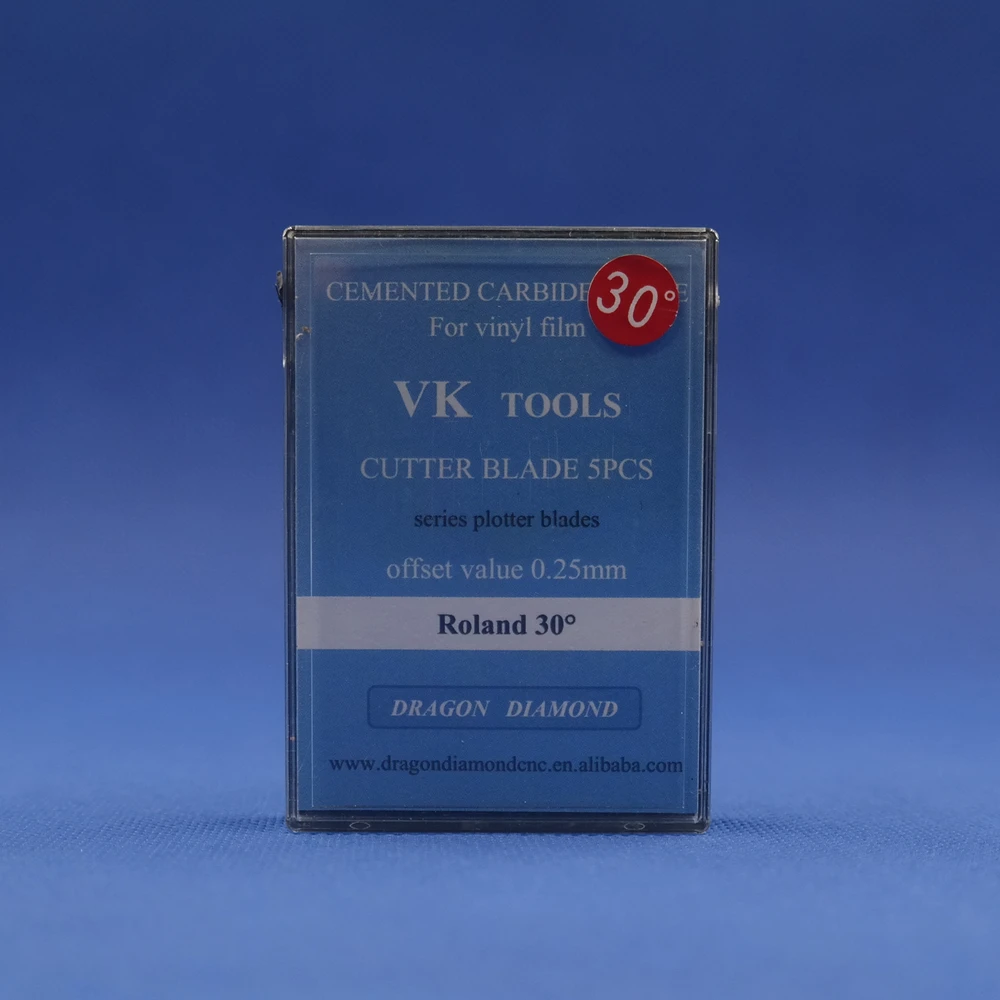 CEMENTED CARBIDE
30°
For vinyl film
VK TOOLS
CUTTER BLADE 5PCS
series plotter blades
offset value 0.25mm
Roland 30°
DRAGON DIAMOND
www.dragondiamondcnc.en.alibaba.com